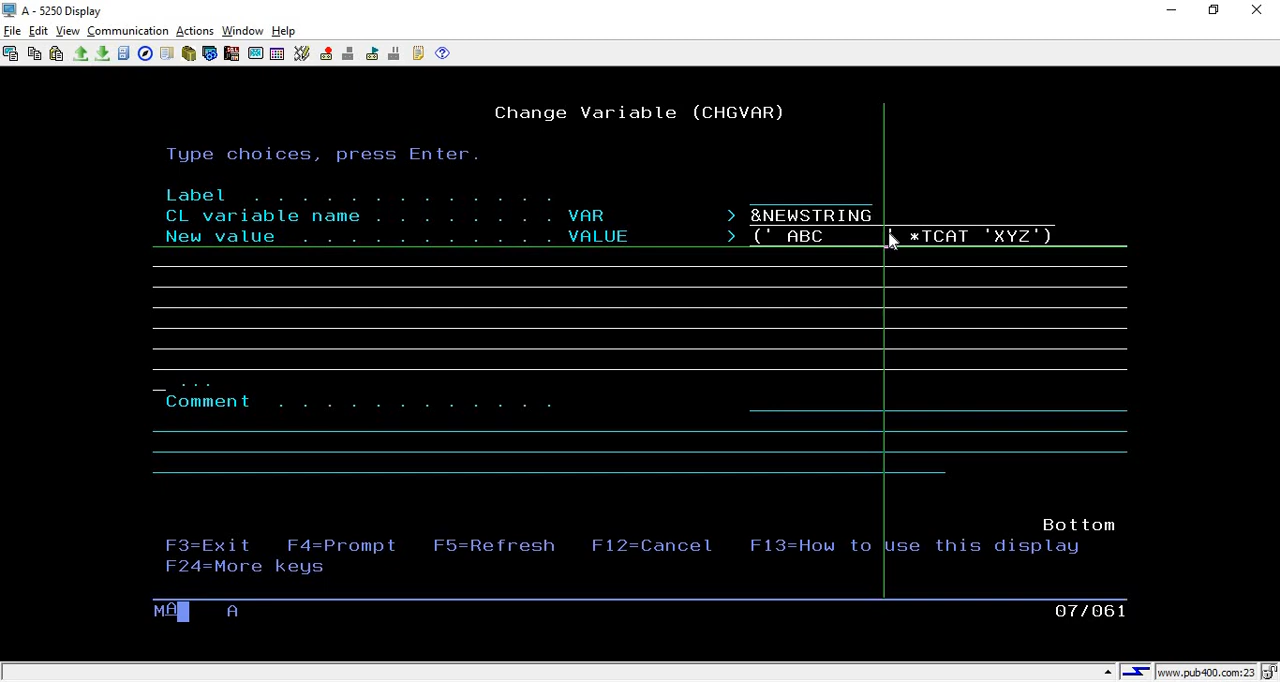 A - 5250 Display
File Edit View Communication Actions Window Help
Change Variable (CHGVAR)
Type choices, press Enter.
Label . . . . . . . . . . . . .
CL variable name . . . . . . . . VAR > &NEWSTRING
New value . . . . . . . . . . . VALUE > (' ABC     ' *TCAT 'XYZ')
_ ...
Comment . . . . . . . . . . . .
Bottom
F3=Exit F4=Prompt F5=Refresh F12=Cancel F13=How to use this display
F24=More keys
MA A 07/061
www.pub400.com:23